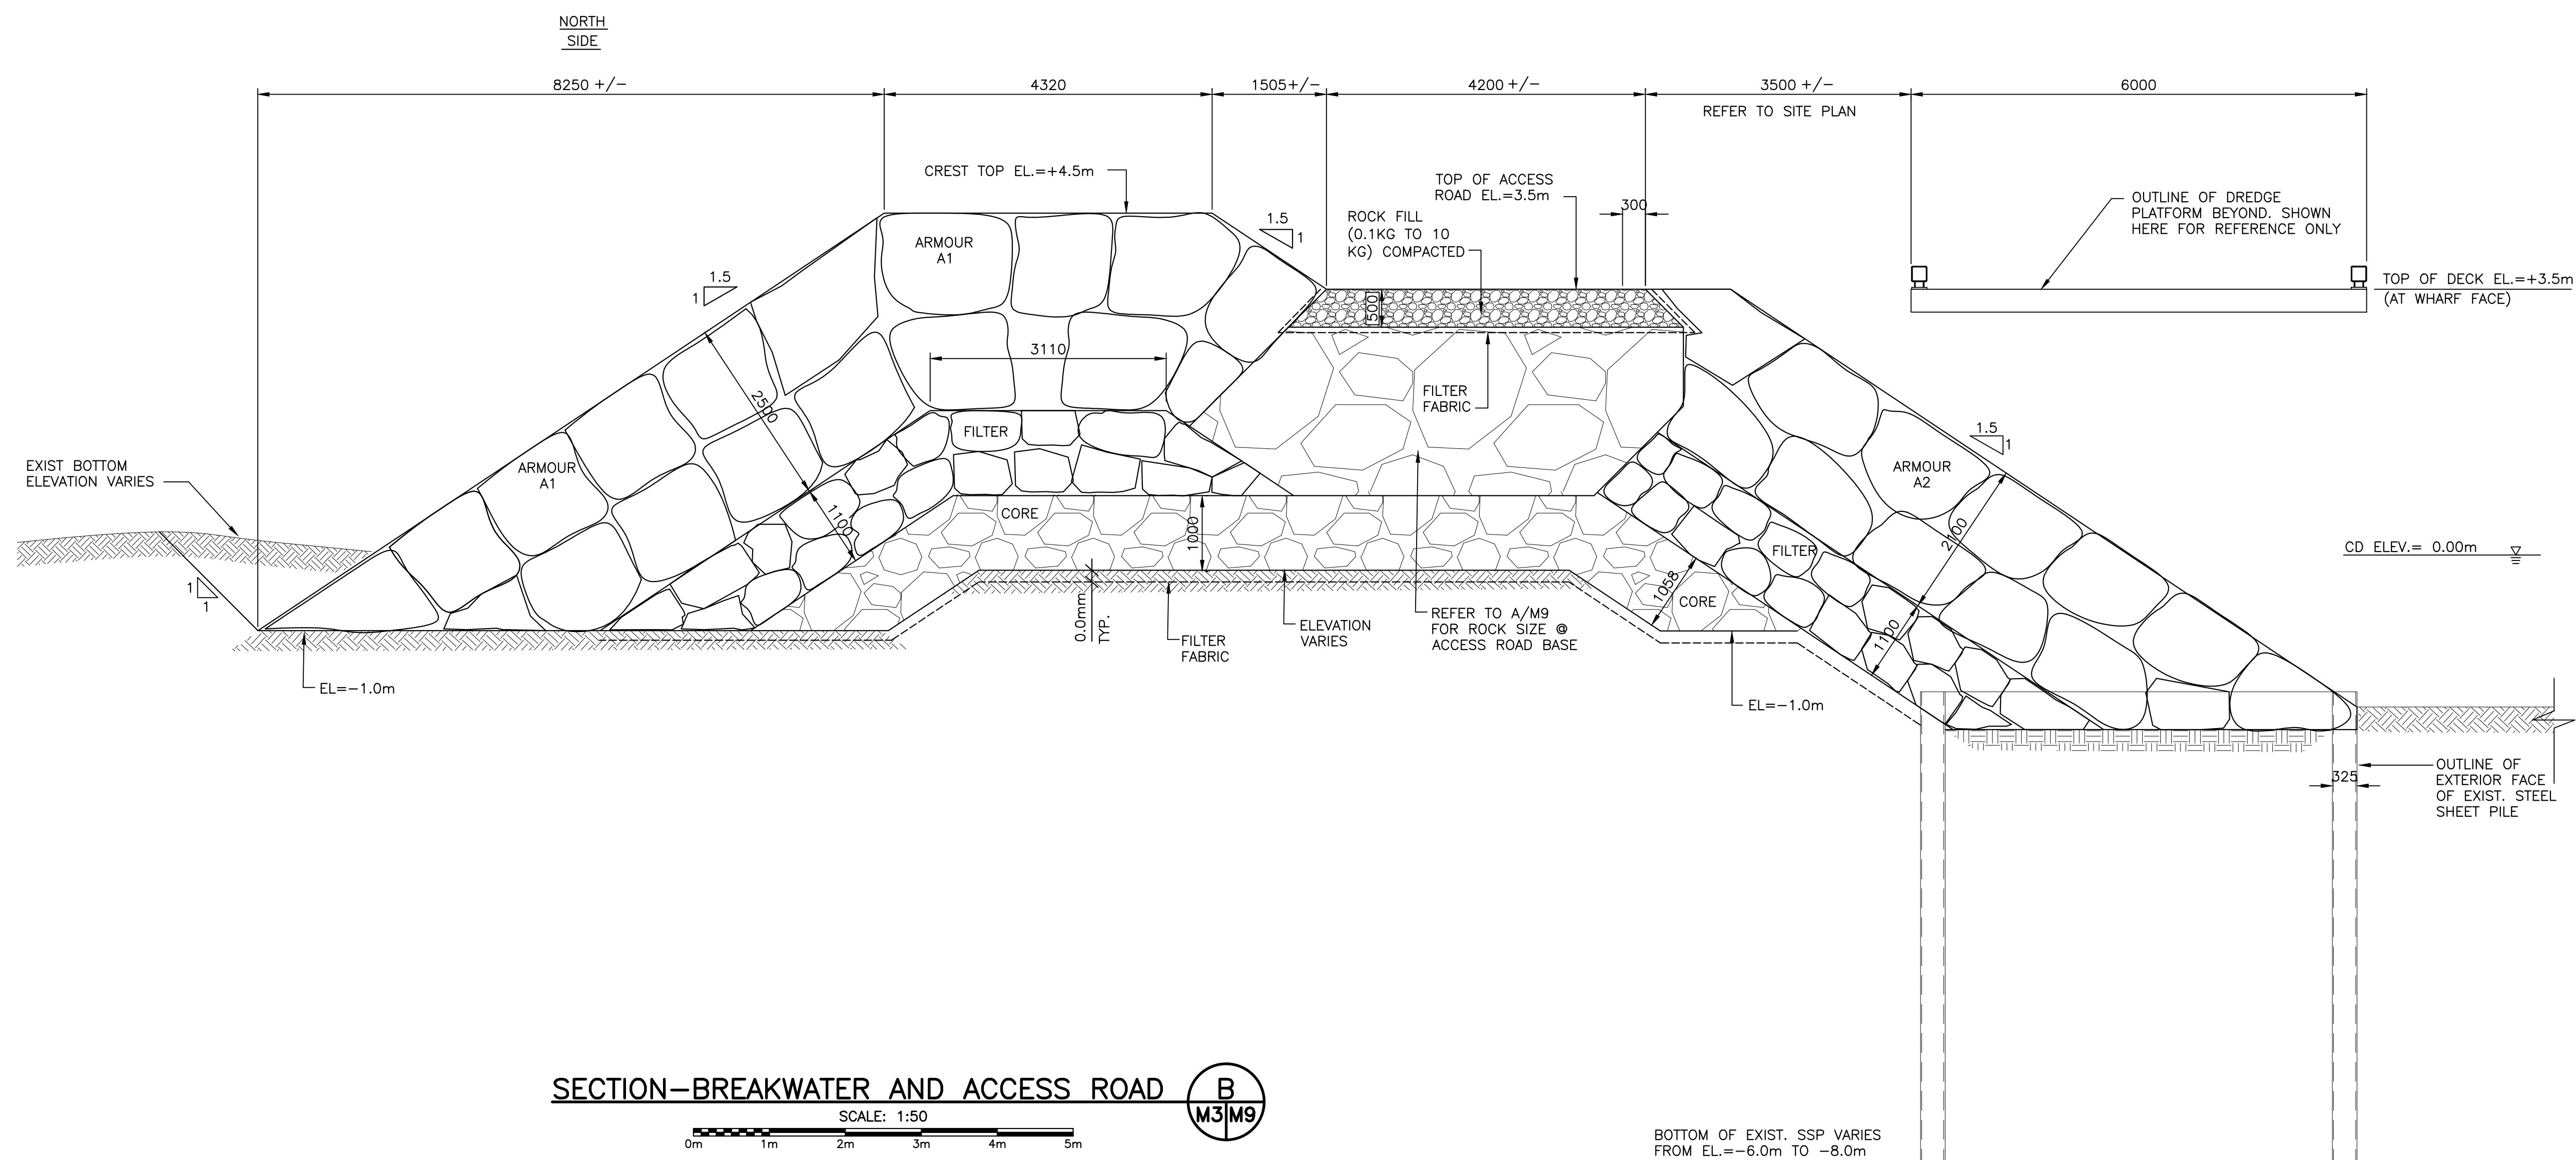 NORTH
SIDE
8250 +/-
4320
1505+/-
4200 +/-
3500 +/-
6000
REFER TO SITE PLAN
CREST TOP EL.=+4.5m
TOP OF ACCESS
ROAD EL.=3.5m
300
ROCK FILL
(0.1KG TO 10
KG) COMPACTED
OUTLINE OF DREDGE
PLATFORM BEYOND. SHOWN
HERE FOR REFERENCE ONLY
TOP OF DECK EL.=+3.5m
(AT WHARF FACE)
1.5
1
1.5
1
ARMOUR
A1
500
3110
2500
FILTER
FABRIC
1.5
1
FILTER
ARMOUR
A1
ARMOUR
A2
EXIST BOTTOM
ELEVATION VARIES
1100
CORE
1000
2100
FILTER
CD ELEV.= 0.00m
1
1
1058
CORE
0.0mm
TYP.
FILTER
FABRIC
ELEVATION
VARIES
REFER TO A/M9
FOR ROCK SIZE @
ACCESS ROAD BASE
1100
EL=-1.0m
EL=-1.0m
325
OUTLINE OF
EXTERIOR FACE
OF EXIST. STEEL
SHEET PILE
SECTION-BREAKWATER AND ACCESS ROAD
B
M3 M9
SCALE: 1:50
0m 1m 2m 3m 4m 5m
BOTTOM OF EXIST. SSP VARIES
FROM EL.=-6.0m TO -8.0m